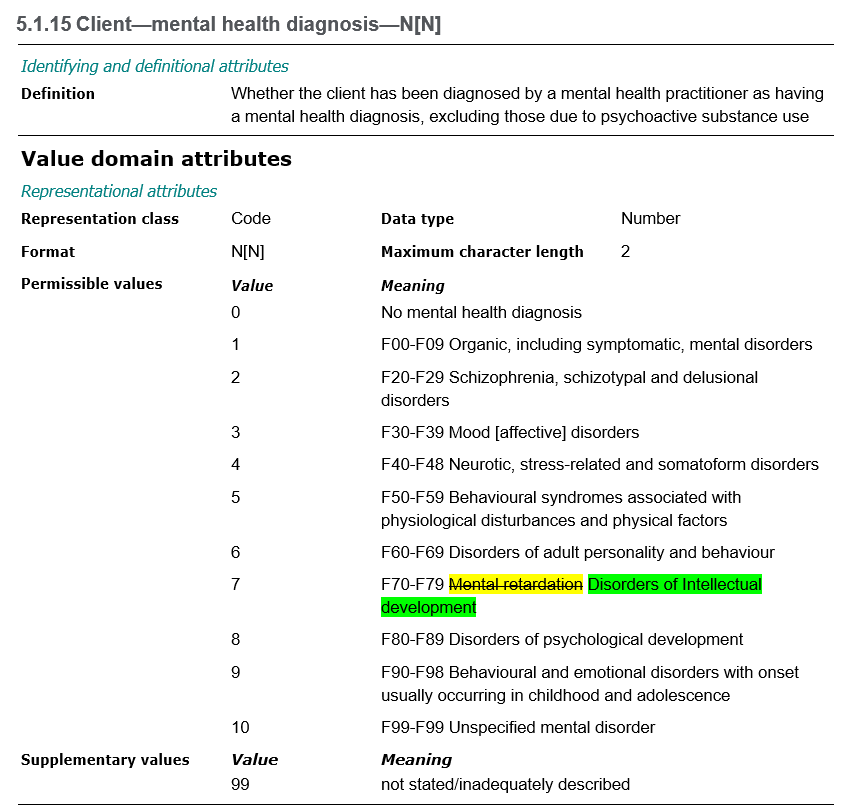 5.1.15 Client—mental health diagnosis—N[N]
Identifying and definitional attributes
Definition Whether the client has been diagnosed by a mental health practitioner as having
a mental health diagnosis, excluding those due to psychoactive substance use
Value domain attributes
Representational attributes
Representation class Code Data type Number
Format N[N] Maximum character length 2
Permissible values Value Meaning
0 No mental health diagnosis
1 F00-F09 Organic, including symptomatic, mental disorders
2 F20-F29 Schizophrenia, schizotypal and delusional
disorders
3 F30-F39 Mood [affective] disorders
4 F40-F48 Neurotic, stress-related and somatoform disorders
5 F50-F59 Behavioural syndromes associated with
physiological disturbances and physical factors
6 F60-F69 Disorders of adult personality and behaviour
7 F70-F79 Mental retardation Disorders of Intellectual
development
8 F80-F89 Disorders of psychological development
9 F90-F98 Behavioural and emotional disorders with onset
usually occurring in childhood and adolescence
10 F99-F99 Unspecified mental disorder
Supplementary values Value Meaning
99 not stated/inadequately described